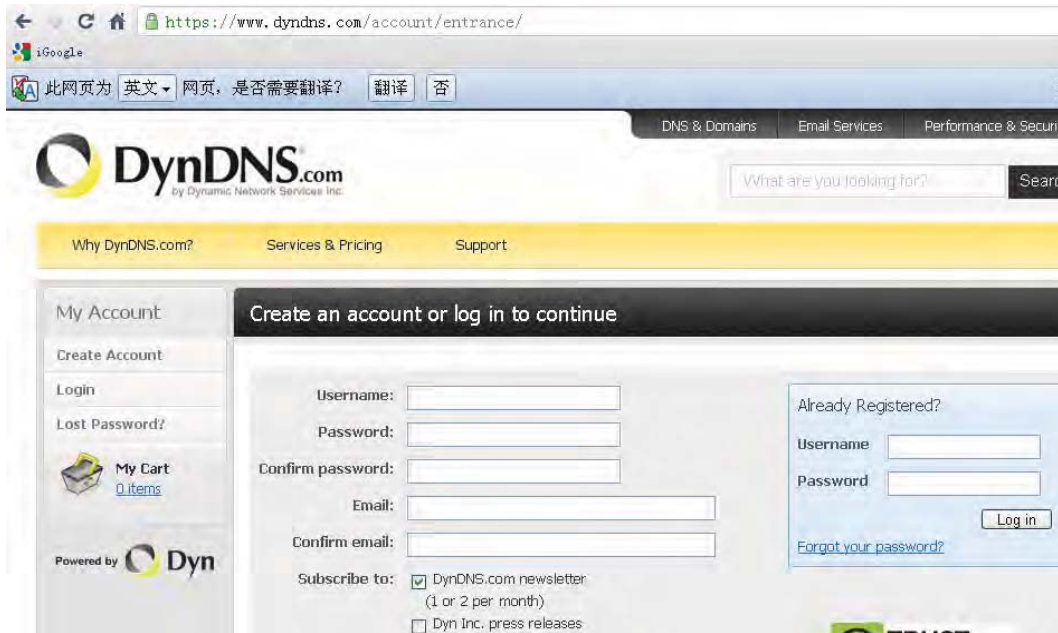 https://www.dyndns.com/account/entrance/
iGoogle
此网页为 英文 网页，是否需要翻译？ 翻译 否
DNS & Domains Email Services Performance & Securi
DynDNS.com
by Dynamic Network Services Inc.
What are you looking for? Searc
Why DynDNS.com? Services & Pricing Support
My Account
Create Account
Login
Lost Password?
My Cart
0 items
Powered by Dyn
Create an account or log in to continue
Username:
Password:
Confirm password:
Email:
Confirm email:
Subscribe to: DynDNS.com newsletter
(1 or 2 per month)
Dyn Inc. press releases
Already Registered?
Username
Password
Log in
Forgot your password?
TRUST